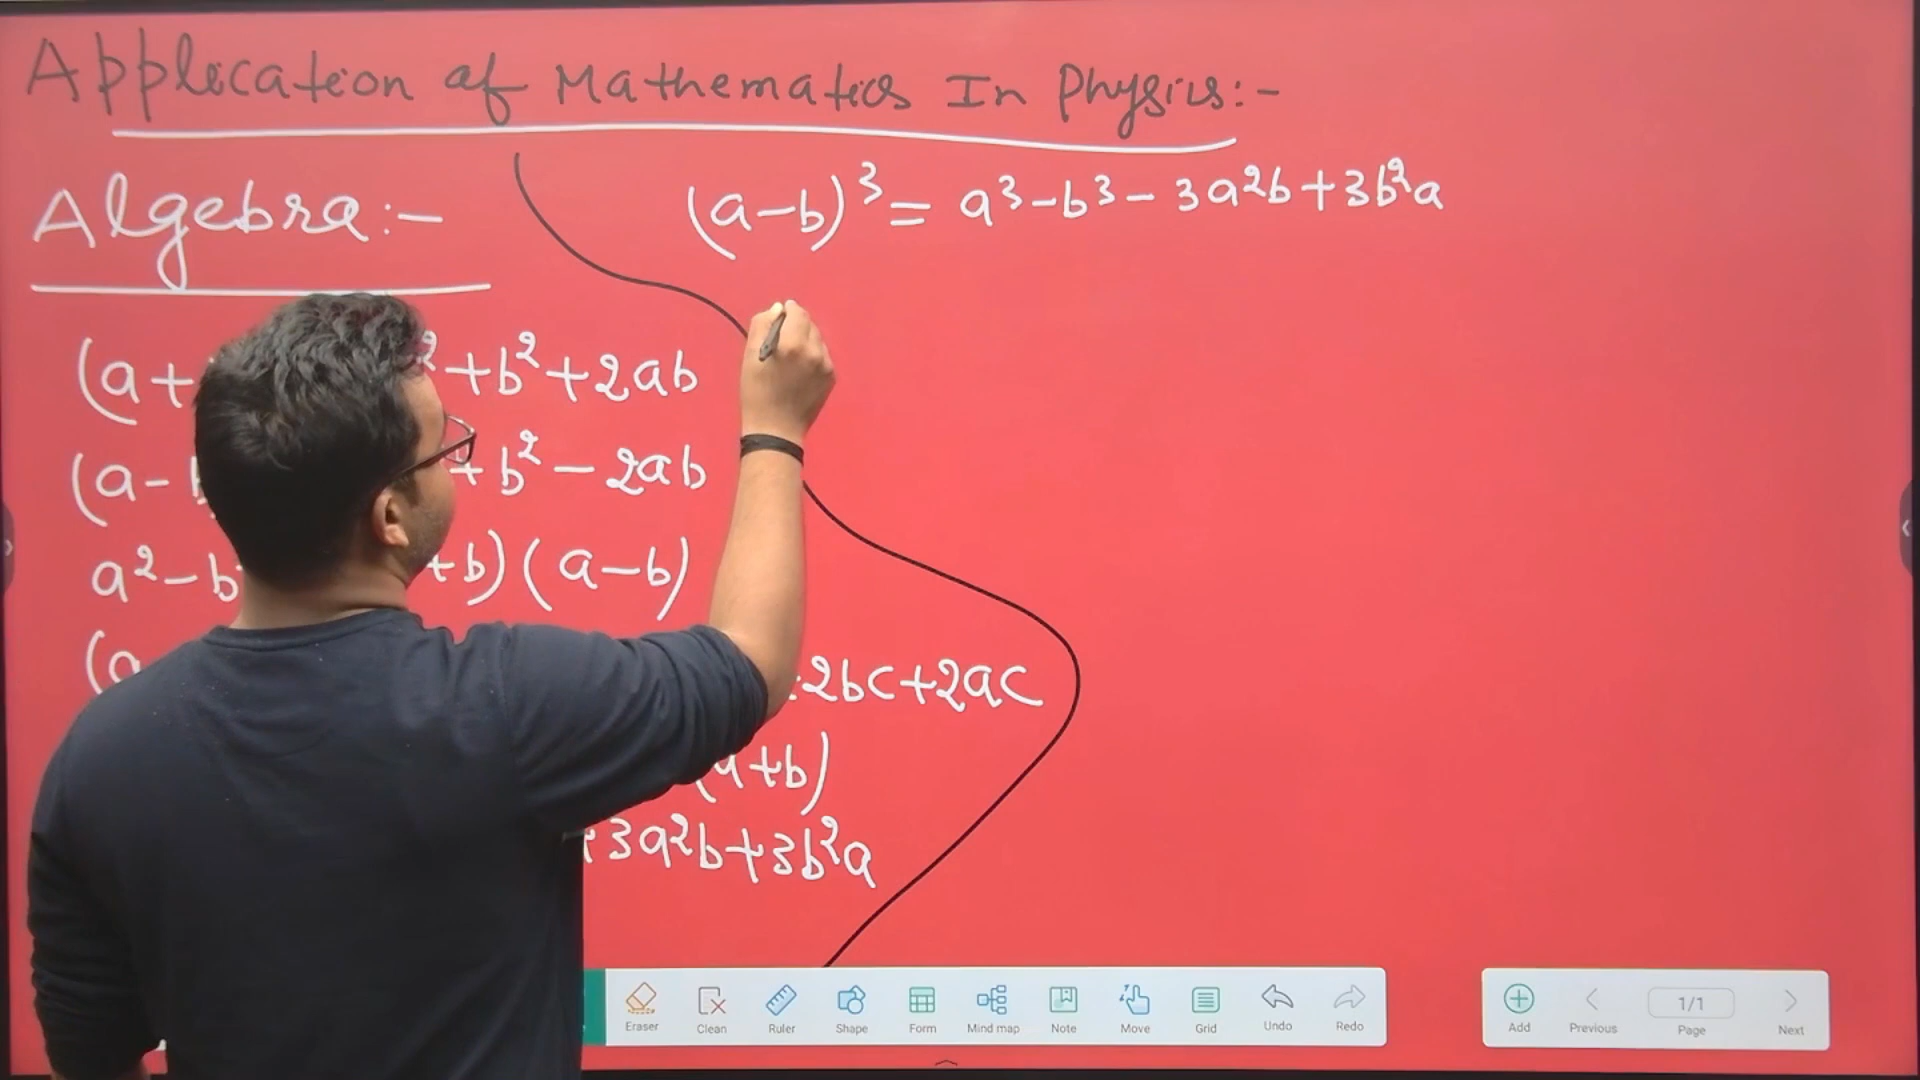 Application of Mathematics In Physics:-
Algebra:-
(a+ ²+b²+2ab
(a- +b²-2ab
a²-b +b)(a-b)
(a 2bc+2ac
(a+b)
+3a²b+3b²a
(a-b)³= a³-b³-3a²b+3b²a
Eraser Clean Ruler Shape Form Mind map Note Move Grid Undo Redo
Add Previous 1/1 Page Next